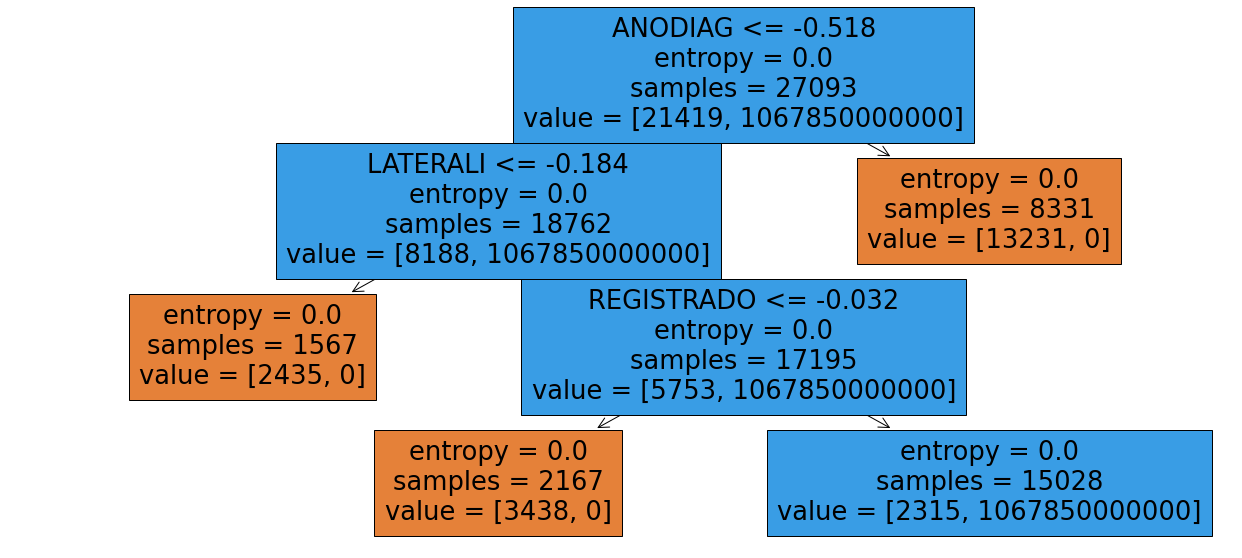 ANODIAG <= -0.518
entropy = 0.0
samples = 27093
value = [21419, 1067850000000]
LATERALI <= -0.184
entropy = 0.0
samples = 18762
value = [8188, 1067850000000]
entropy = 0.0
samples = 8331
value = [13231, 0]
entropy = 0.0
samples = 1567
value = [2435, 0]
REGISTRADO <= -0.032
entropy = 0.0
samples = 17195
value = [5753, 1067850000000]
entropy = 0.0
samples = 2167
value = [3438, 0]
entropy = 0.0
samples = 15028
value = [2315, 1067850000000]